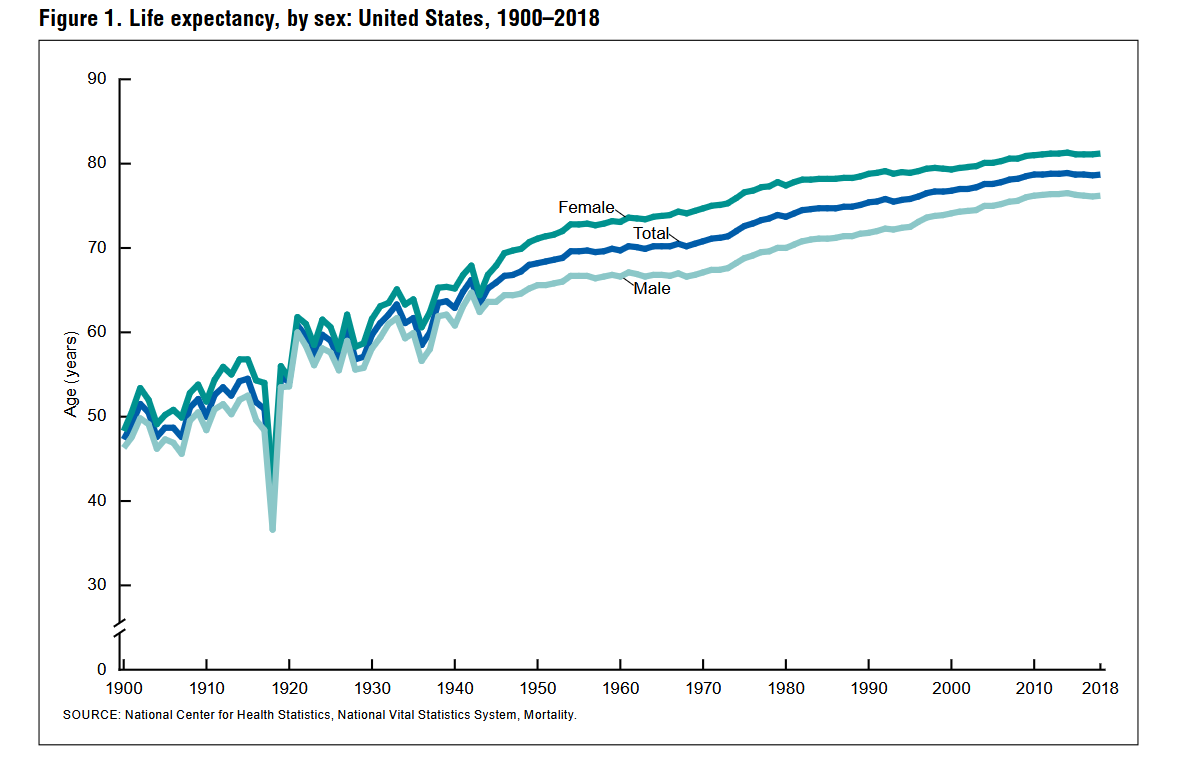 Figure 1. Life expectancy, by sex: United States, 1900–2018
90
80
70
60
50
40
30
0
Age (years)
Female
Total
Male
1900 1910 1920 1930 1940 1950 1960 1970 1980 1990 2000 2010 2018
SOURCE: National Center for Health Statistics, National Vital Statistics System, Mortality.